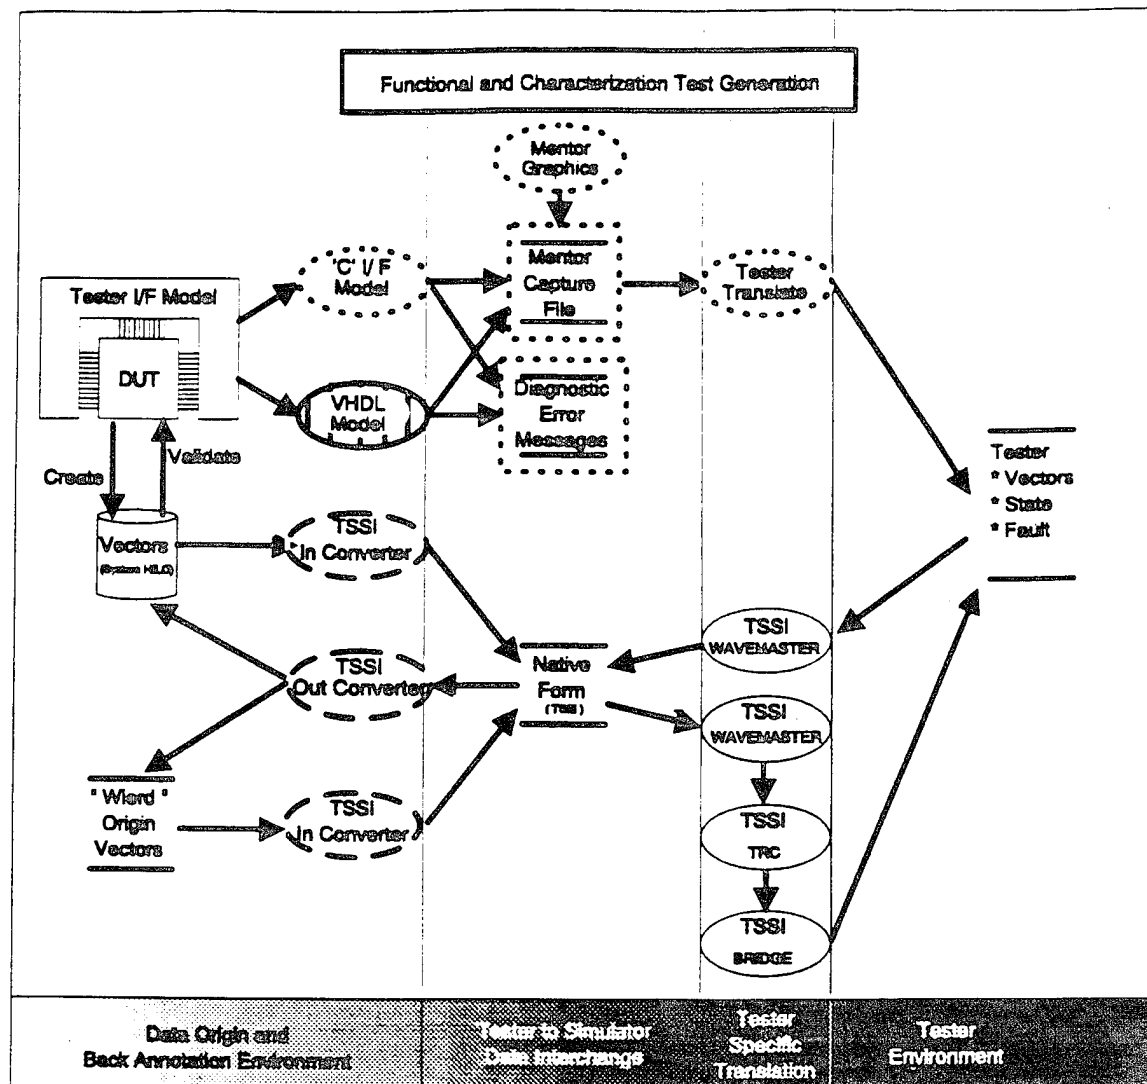 Functional and Characterization Test Generation
Mentor
Graphics
'C' I/F
Model
Mentor
Capture
File
Tester
Translate
Tester I/F Model
DUT
VHDL
Model
Diagnostic
Error
Messages
Create
Validate
Tester
* Vectors
* State
* Fault
Vectors
(System HILO)
TSSI
In Converter
TSSI
WAVEMASTER
TSSI
Out Converter
Native
Form
(TSSI)
TSSI
WAVEMASTER
" Wierd "
Origin
Vectors
TSSI
In Converter
TSSI
TRC
TSSI
BRIDGE
Data Origin and
Back Annotation Environment
Tester to Simulator
Data Interchange
Tester
Specific
Translation
Tester
Environment